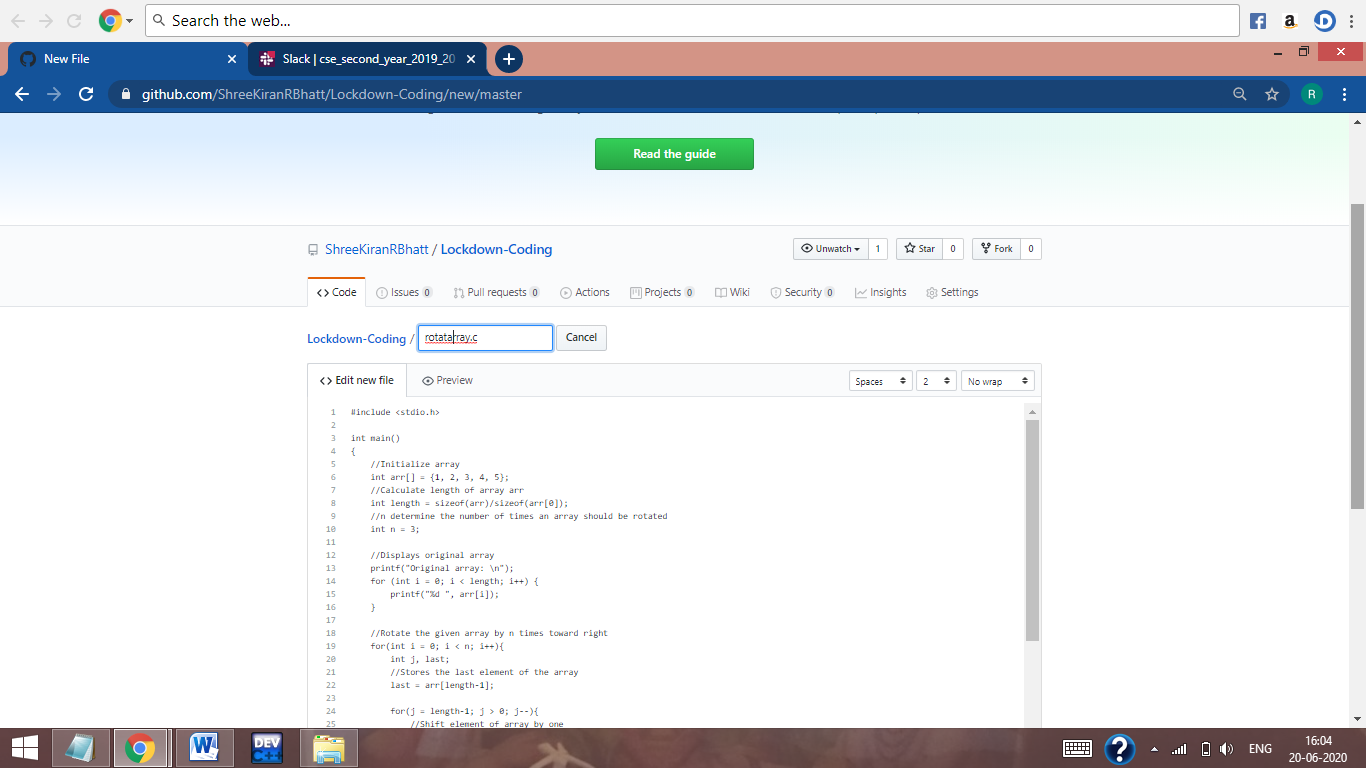 Search the web...
New File
Slack | cse_second_year_2019_20
github.com/ShreeKiranRBhatt/Lockdown-Coding/new/master
R
Read the guide
ShreeKiranRBhatt / Lockdown-Coding
Unwatch 1
Star 0
Fork 0
Code
Issues 0
Pull requests 0
Actions
Projects 0
Wiki
Security 0
Insights
Settings
Lockdown-Coding / rotatarray.c
Cancel
Edit new file
Preview
Spaces
2
No wrap
1 #include <stdio.h>
2
3 int main()
4 {
5 //Initialize array
6 int arr[] = {1, 2, 3, 4, 5};
7 //Calculate length of array arr
8 int length = sizeof(arr)/sizeof(arr[0]);
9 //n determine the number of times an array should be rotated
10 int n = 3;
11
12 //Displays original array
13 printf("Original array: \n");
14 for (int i = 0; i < length; i++) {
15 printf("%d ", arr[i]);
16 }
17
18 //Rotate the given array by n times toward right
19 for(int i = 0; i < n; i++){
20 int j, last;
21 //Stores the last element of the array
22 last = arr[length-1];
23
24 for(j = length-1; j > 0; j--){
25 //Shift element of array by one
DEV
C++
ENG
16:04
20-06-2020